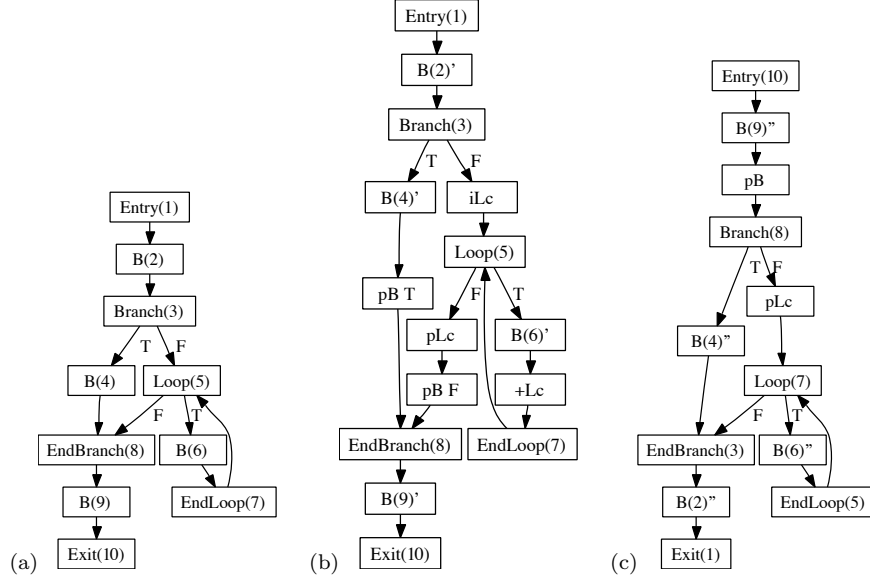 Entry(1)
B(2)
Branch(3)
T
F
B(4)
Loop(5)
F
T
EndBranch(8)
B(6)
B(9)
EndLoop(7)
(a)
Exit(10)
Entry(1)
B(2)'
Branch(3)
T
F
B(4)'
iLc
Loop(5)
pB T
F
T
pLc
B(6)'
pB F
+Lc
EndBranch(8)
EndLoop(7)
B(9)'
(b)
Exit(10)
Entry(10)
B(9)''
pB
Branch(8)
T
F
pLc
B(4)''
Loop(7)
F
T
EndBranch(3)
B(6)''
B(2)''
EndLoop(5)
(c)
Exit(1)